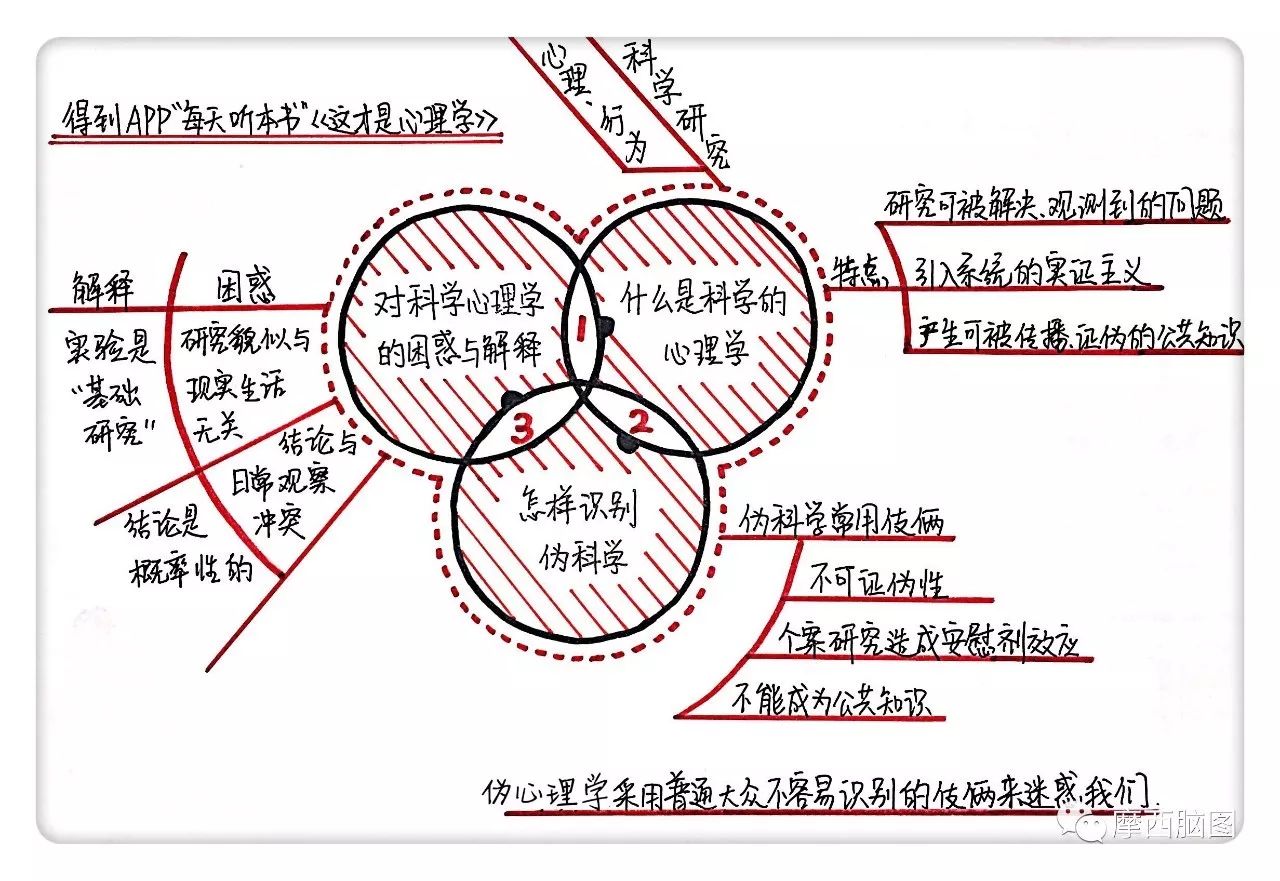 得到APP"每天听本书"《这才是心理学》
心理、行为
科学研究
对科学心理学
的困惑与解释
什么是科学的
心理学
怎样识别
伪科学
1
2
3
特点
研究可被解决、观测到的问题
引入系统的实证主义
产生可被传播、证伪的公共知识
伪科学常用伎俩
不可证伪性
个案研究造成安慰剂效应
不能成为公共知识
解释
困惑
实验是
"基础
研究"
研究貌似与
现实生活
无关
结论与
日常观察
冲突
结论是
概率性的
伪心理学采用普通大众不容易识别的伎俩来迷惑我们.
摩西脑图